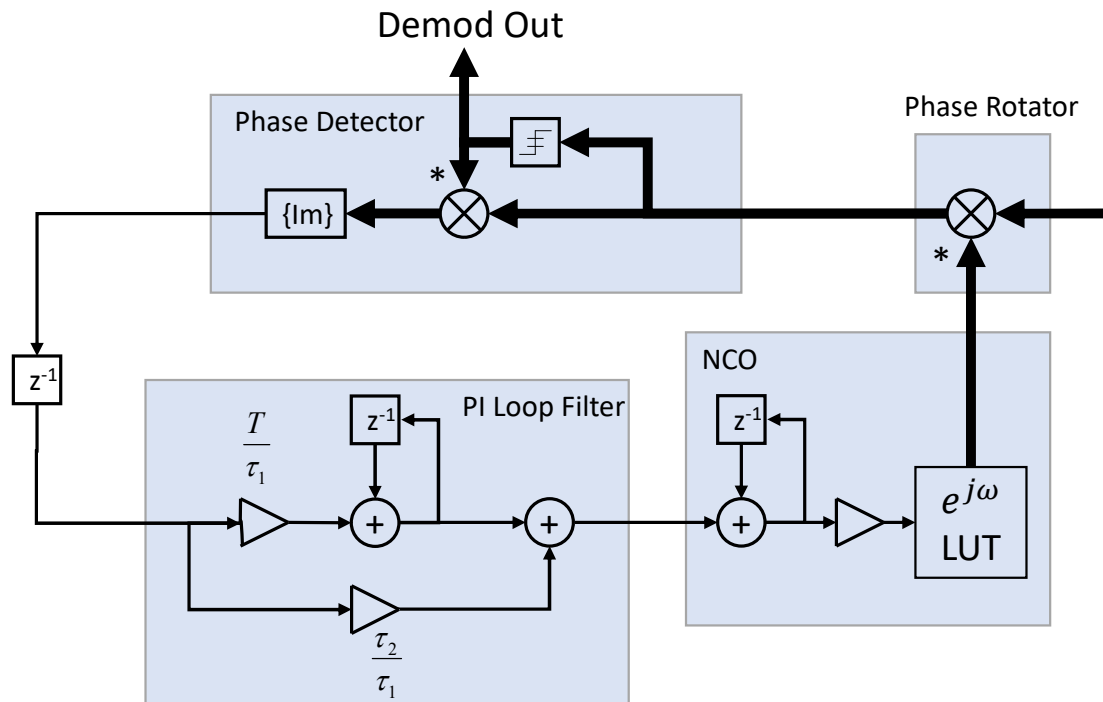 Demod Out
Phase Detector
Phase Rotator
*
{Im}
*
z⁻¹
NCO
PI Loop Filter
z⁻¹
z⁻¹
T
τ₁
+
+
+
e^{jω}
LUT
τ₂
τ₁